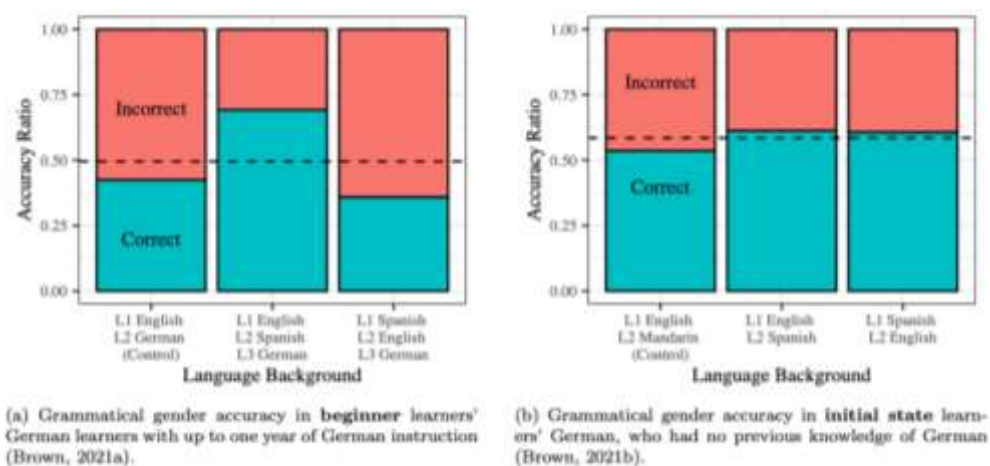 1.00
0.75
0.50
0.25
0.00
Accuracy Ratio
Incorrect
Correct
L1 English
L2 German
(Control)
L1 English
L2 Spanish
L3 German
L1 Spanish
L2 English
L3 German
Language Background
(a) Grammatical gender accuracy in beginner learners'
German learners with up to one year of German instruction
(Brown, 2021a).
1.00
0.75
0.50
0.25
0.00
Accuracy Ratio
Incorrect
Correct
L1 English
L2 Mandarin
(Control)
L1 English
L2 Spanish
L1 Spanish
L2 English
Language Background
(b) Grammatical gender accuracy in initial state learn-
ers' German, who had no previous knowledge of German
(Brown, 2021b).